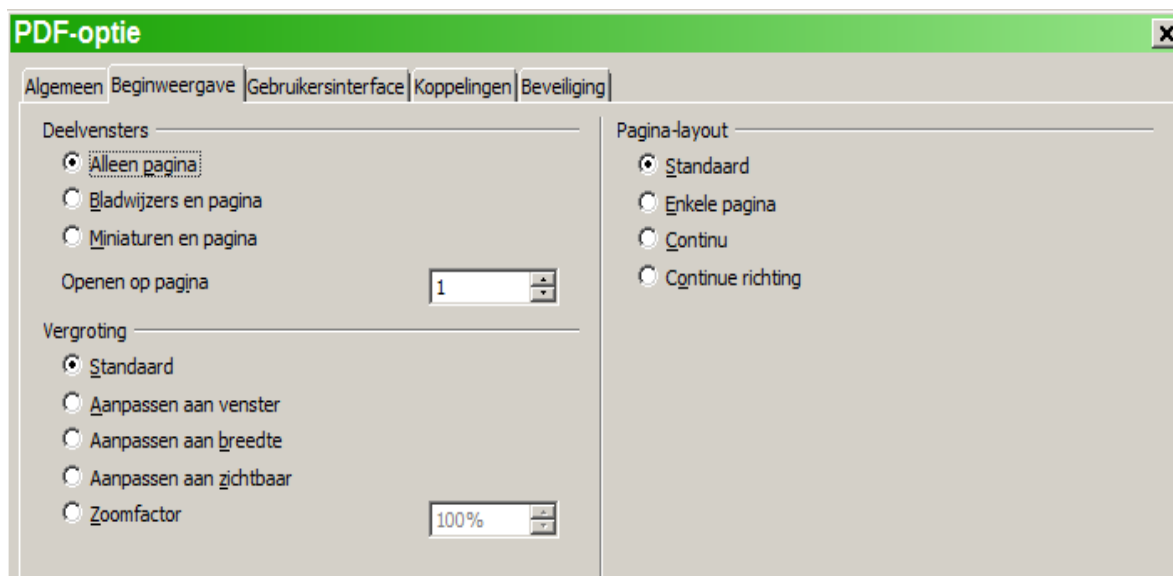 PDF-optie
Algemeen Beginweergave Gebruikersinterface Koppelingen Beveiliging
Deelvensters
Alleen pagina
Bladwijzers en pagina
Miniaturen en pagina
Openen op pagina 1
Vergroting
Standaard
Aanpassen aan venster
Aanpassen aan breedte
Aanpassen aan zichtbaar
Zoomfactor 100%
Pagina-layout
Standaard
Enkele pagina
Continu
Continue richting